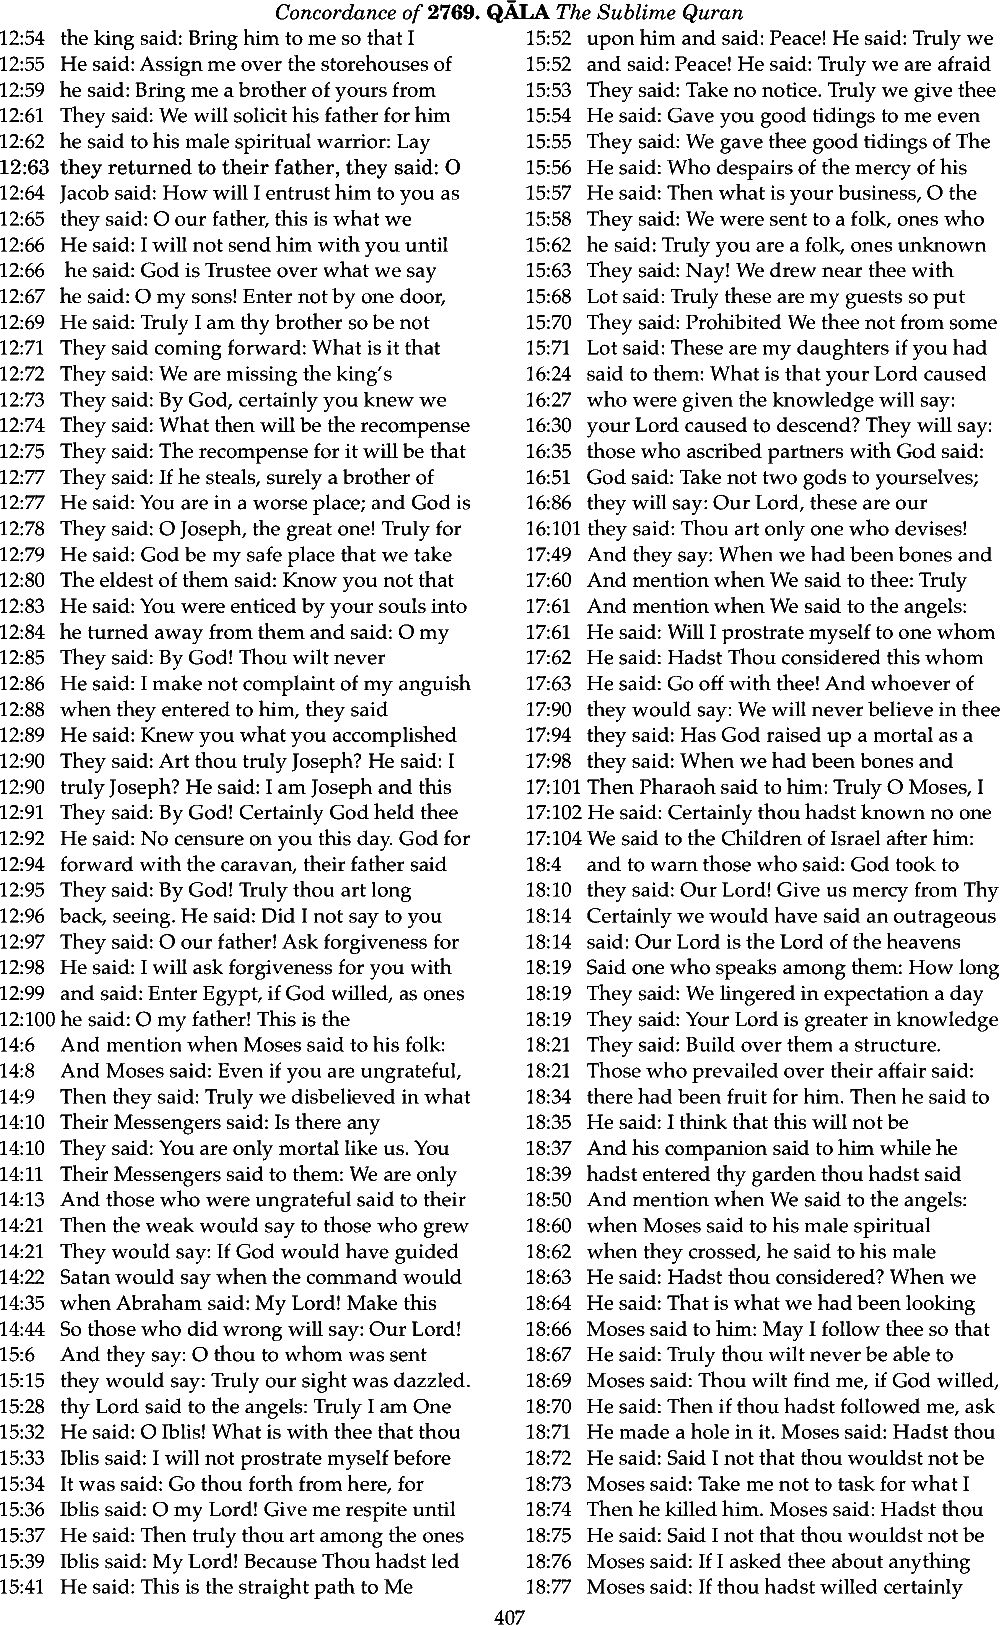 Concordance of 2769. QĀLA The Sublime Quran
12:54 the king said: Bring him to me so that I
12:55 He said: Assign me over the storehouses of
12:59 he said: Bring me a brother of yours from
12:61 They said: We will solicit his father for him
12:62 he said to his male spiritual warrior: Lay
12:63 they returned to their father, they said: O
12:64 Jacob said: How will I entrust him to you as
12:65 they said: O our father, this is what we
12:66 He said: I will not send him with you until
12:66 he said: God is Trustee over what we say
12:67 he said: O my sons! Enter not by one door,
12:69 He said: Truly I am thy brother so be not
12:71 They said coming forward: What is it that
12:72 They said: We are missing the king's
12:73 They said: By God, certainly you knew we
12:74 They said: What then will be the recompense
12:75 They said: The recompense for it will be that
12:77 They said: If he steals, surely a brother of
12:77 He said: You are in a worse place; and God is
12:78 They said: O Joseph, the great one! Truly for
12:79 He said: God be my safe place that we take
12:80 The eldest of them said: Know you not that
12:83 He said: You were enticed by your souls into
12:84 he turned away from them and said: O my
12:85 They said: By God! Thou wilt never
12:86 He said: I make not complaint of my anguish
12:88 when they entered to him, they said
12:89 He said: Knew you what you accomplished
12:90 They said: Art thou truly Joseph? He said: I
12:90 truly Joseph? He said: I am Joseph and this
12:91 They said: By God! Certainly God held thee
12:92 He said: No censure on you this day. God for
12:94 forward with the caravan, their father said
12:95 They said: By God! Truly thou art long
12:96 back, seeing. He said: Did I not say to you
12:97 They said: O our father! Ask forgiveness for
12:98 He said: I will ask forgiveness for you with
12:99 and said: Enter Egypt, if God willed, as ones
12:100 he said: O my father! This is the
14:6 And mention when Moses said to his folk:
14:8 And Moses said: Even if you are ungrateful,
14:9 Then they said: Truly we disbelieved in what
14:10 Their Messengers said: Is there any
14:10 They said: You are only mortal like us. You
14:11 Their Messengers said to them: We are only
14:13 And those who were ungrateful said to their
14:21 Then the weak would say to those who grew
14:21 They would say: If God would have guided
14:22 Satan would say when the command would
14:35 when Abraham said: My Lord! Make this
14:44 So those who did wrong will say: Our Lord!
15:6 And they say: O thou to whom was sent
15:15 they would say: Truly our sight was dazzled.
15:28 thy Lord said to the angels: Truly I am One
15:32 He said: O Iblis! What is with thee that thou
15:33 Iblis said: I will not prostrate myself before
15:34 It was said: Go thou forth from here, for
15:36 Iblis said: O my Lord! Give me respite until
15:37 He said: Then truly thou art among the ones
15:39 Iblis said: My Lord! Because Thou hadst led
15:41 He said: This is the straight path to Me
15:52 upon him and said: Peace! He said: Truly we
15:52 and said: Peace! He said: Truly we are afraid
15:53 They said: Take no notice. Truly we give thee
15:54 He said: Gave you good tidings to me even
15:55 They said: We gave thee good tidings of The
15:56 He said: Who despairs of the mercy of his
15:57 He said: Then what is your business, O the
15:58 They said: We were sent to a folk, ones who
15:62 he said: Truly you are a folk, ones unknown
15:63 They said: Nay! We drew near thee with
15:68 Lot said: Truly these are my guests so put
15:70 They said: Prohibited We thee not from some
15:71 Lot said: These are my daughters if you had
16:24 said to them: What is that your Lord caused
16:27 who were given the knowledge will say:
16:30 your Lord caused to descend? They will say:
16:35 those who ascribed partners with God said:
16:51 God said: Take not two gods to yourselves;
16:86 they will say: Our Lord, these are our
16:101 they said: Thou art only one who devises!
17:49 And they say: When we had been bones and
17:60 And mention when We said to thee: Truly
17:61 And mention when We said to the angels:
17:61 He said: Will I prostrate myself to one whom
17:62 He said: Hadst Thou considered this whom
17:63 He said: Go off with thee! And whoever of
17:90 they would say: We will never believe in thee
17:94 they said: Has God raised up a mortal as a
17:98 they said: When we had been bones and
17:101 Then Pharaoh said to him: Truly O Moses, I
17:102 He said: Certainly thou hadst known no one
17:104 We said to the Children of Israel after him:
18:4 and to warn those who said: God took to
18:10 they said: Our Lord! Give us mercy from Thy
18:14 Certainly we would have said an outrageous
18:14 said: Our Lord is the Lord of the heavens
18:19 Said one who speaks among them: How long
18:19 They said: We lingered in expectation a day
18:19 They said: Your Lord is greater in knowledge
18:21 They said: Build over them a structure.
18:21 Those who prevailed over their affair said:
18:34 there had been fruit for him. Then he said to
18:35 He said: I think that this will not be
18:37 And his companion said to him while he
18:39 hadst entered thy garden thou hadst said
18:50 And mention when We said to the angels:
18:60 when Moses said to his male spiritual
18:62 when they crossed, he said to his male
18:63 He said: Hadst thou considered? When we
18:64 He said: That is what we had been looking
18:66 Moses said to him: May I follow thee so that
18:67 He said: Truly thou wilt never be able to
18:69 Moses said: Thou wilt find me, if God willed,
18:70 He said: Then if thou hadst followed me, ask
18:71 He made a hole in it. Moses said: Hadst thou
18:72 He said: Said I not that thou wouldst not be
18:73 Moses said: Take me not to task for what I
18:74 Then he killed him. Moses said: Hadst thou
18:75 He said: Said I not that thou wouldst not be
18:76 Moses said: If I asked thee about anything
18:77 Moses said: If thou hadst willed certainly
407